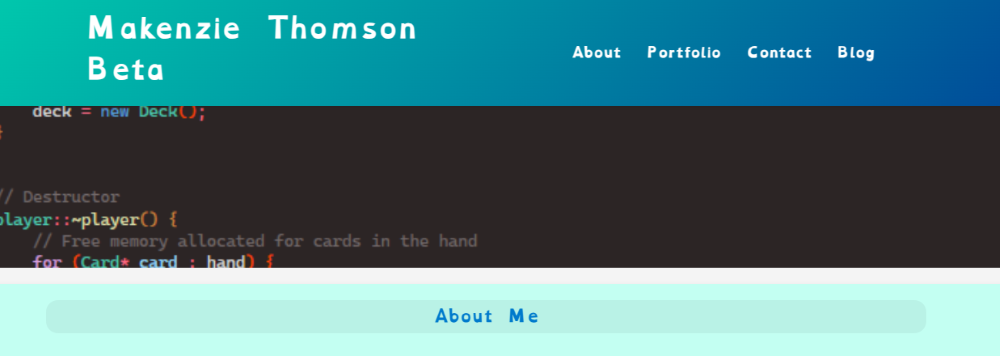 Makenzie Thomson
Beta
About Portfolio Contact Blog
deck = new Deck();
}
// Destructor
player::~player() {
// Free memory allocated for cards in the hand
for (Card* card : hand) {
About Me